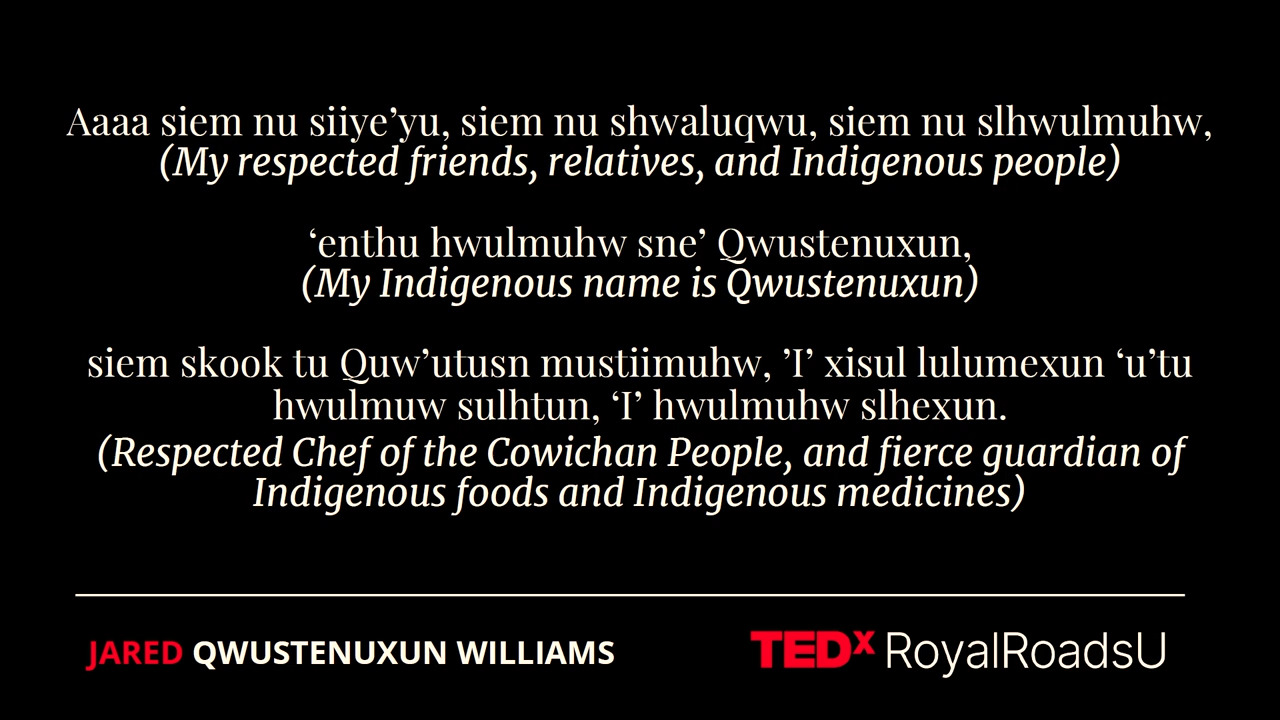 Aaaa siem nu siiye’yu, siem nu shwaluqwu, siem nu slhwulmuhw,
(My respected friends, relatives, and Indigenous people)
‘enthu hwulmuhw sne’ Qwustenuxun,
(My Indigenous name is Qwustenuxun)
siem skook tu Quw’utusn mustiimuhw, ’I’ xisul lulumexun ‘u’tu
hwulmuw sulhtun, ‘I’ hwulmuhw slhexun.
(Respected Chef of the Cowichan People, and fierce guardian of
Indigenous foods and Indigenous medicines)
JARED QWUSTENUXUN WILLIAMS
TEDx RoyalRoadsU